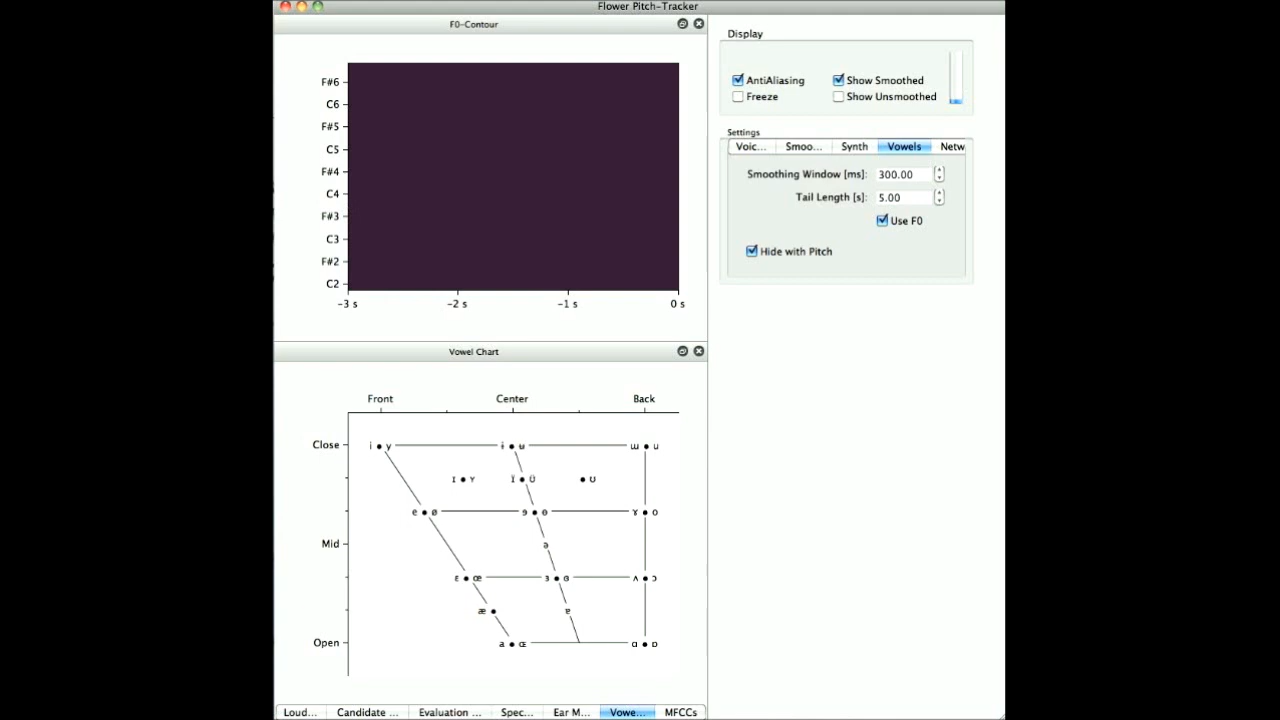 Flower Pitch-Tracker
F0-Contour
F#6
C6
F#5
C5
F#4
C4
F#3
C3
F#2
C2
-3 s -2 s -1 s 0 s
Display
AntiAliasing Show Smoothed
Freeze Show Unsmoothed
Settings
Voic... Smoo... Synth Vowels Netw
Smoothing Window [ms]: 300.00
Tail Length [s]: 5.00
Use F0
Hide with Pitch
Vowel Chart
Front Center Back
Close i y ɨ ʉ ɯ u
ɪ ʏ ɪ̈ ʊ̈ ʊ
e ø ɘ ɵ ɤ o
Mid ə
ɛ œ ɜ ɞ ʌ ɔ
æ ɐ
Open a ɶ ɑ ɒ
Loud... Candidate ... Evaluation ... Spec... Ear M... Vowe... MFCCs